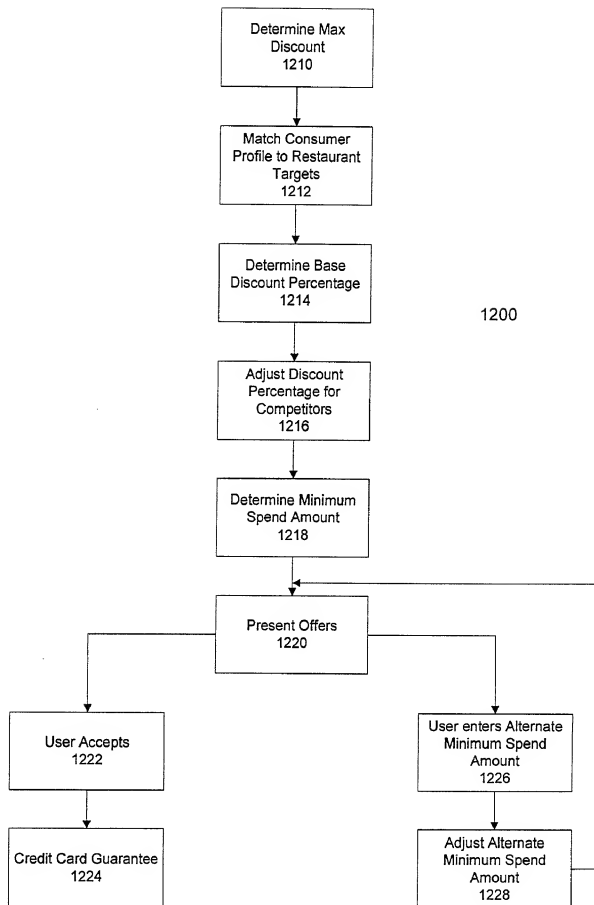 Determine Max
Discount
1210
Match Consumer
Profile to Restaurant
Targets
1212
Determine Base
Discount Percentage
1214
1200
Adjust Discount
Percentage for
Competitors
1216
Determine Minimum
Spend Amount
1218
Present Offers
1220
User Accepts
1222
User enters Alternate
Minimum Spend
Amount
1226
Credit Card Guarantee
1224
Adjust Alternate
Minimum Spend
Amount
1228